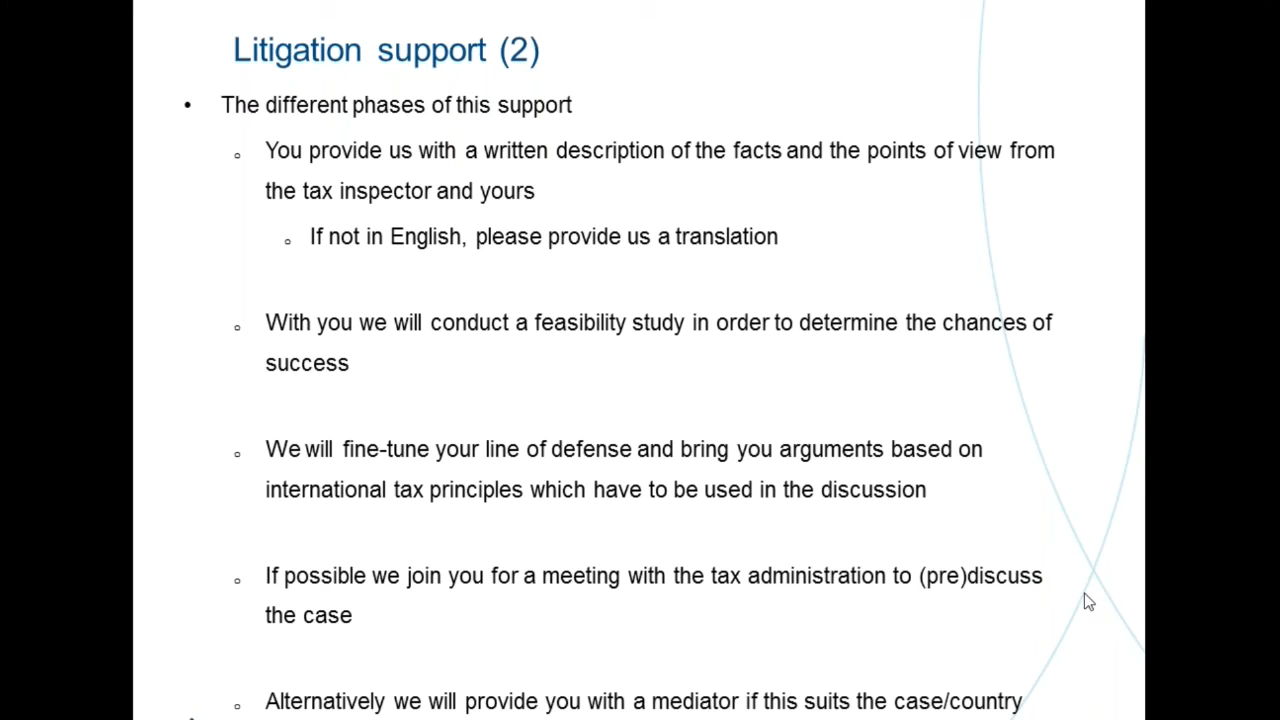 Litigation support (2)
• The different phases of this support
o You provide us with a written description of the facts and the points of view from
the tax inspector and yours
o If not in English, please provide us a translation
o With you we will conduct a feasibility study in order to determine the chances of
success
o We will fine-tune your line of defense and bring you arguments based on
international tax principles which have to be used in the discussion
o If possible we join you for a meeting with the tax administration to (pre)discuss
the case
o Alternatively we will provide you with a mediator if this suits the case/country